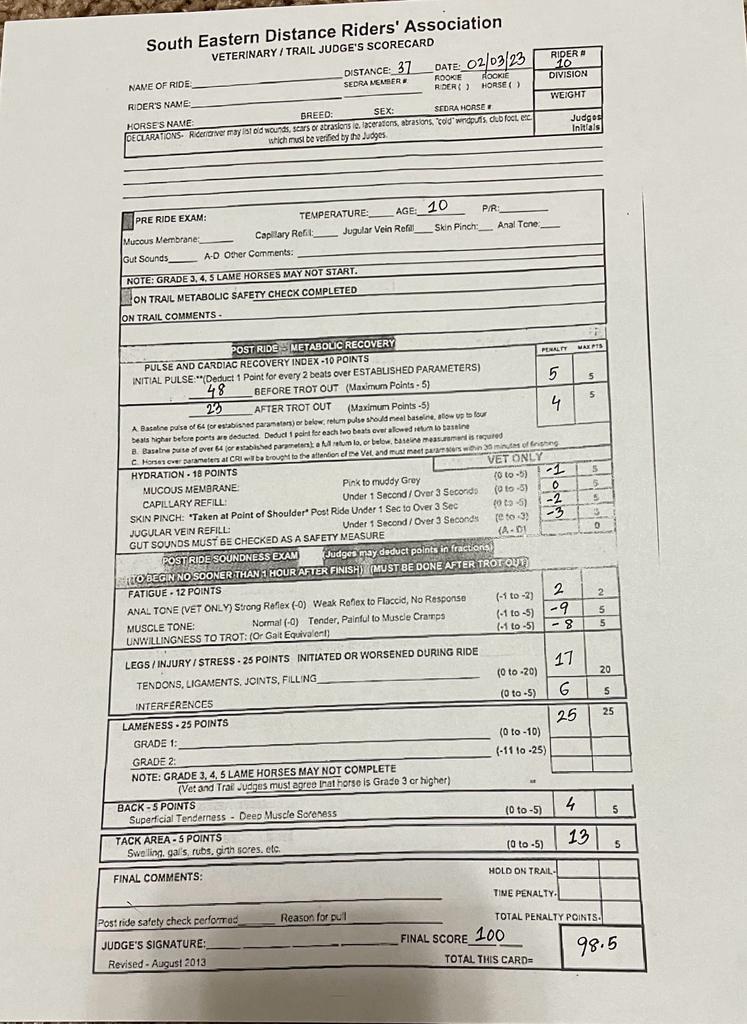 South Eastern Distance Riders' Association
VETERINARY / TRAIL JUDGE'S SCORECARD
NAME OF RIDE: DISTANCE: 37 DATE: 02/03/23 RIDER # 10
SEDRA MEMBER # ROOKIE RIDER ( ) ROOKIE HORSE ( ) DIVISION
RIDER'S NAME: WEIGHT
HORSE'S NAME: BREED: SEX: SEDRA HORSE # Judges Initials
DECLARATIONS- Rider/driver may list old wounds, scars or abrasions ie. lacerations, abrasions, "cold" windpuffs, club foot, etc.
which must be verified by the Judges.
PRE RIDE EXAM: TEMPERATURE: AGE: 10 P/R:
Mucous Membrane: Capillary Refill: Jugular Vein Refill Skin Pinch: Anal Tone:
Gut Sounds A-D Other Comments:
NOTE: GRADE 3, 4, 5 LAME HORSES MAY NOT START.
ON TRAIL METABOLIC SAFETY CHECK COMPLETED
ON TRAIL COMMENTS -
POST RIDE - METABOLIC RECOVERY PENALTY MAX PTS
PULSE AND CARDIAC RECOVERY INDEX -10 POINTS
INITIAL PULSE:**(Deduct 1 Point for every 2 beats over ESTABLISHED PARAMETERS)
48 BEFORE TROT OUT (Maximum Points - 5) 5 5
23 AFTER TROT OUT (Maximum Points -5) 4 5
A. Baseline pulse of 64 (or established parameters) or below, return pulse should meet baseline, allow up to four
beats higher before points are deducted. Deduct 1 point for each two beats over allowed return to baseline
B. Baseline pulse of over 64 (or established parameters); a full return to, or below, baseline measurement is required
C. Horses over parameters at CRI will be brought to the attention of the Vet, and must meet parameters within 30 minutes of finishing
HYDRATION - 18 POINTS VET ONLY
MUCOUS MEMBRANE: Pink to muddy Grey (0 to -5) -1 5
CAPILLARY REFILL: Under 1 Second / Over 3 Seconds (0 to -5) 0 5
SKIN PINCH: *Taken at Point of Shoulder* Post Ride Under 1 Sec to Over 3 Sec (0 to -5) -2 5
JUGULAR VEIN REFILL: Under 1 Second / Over 3 Seconds (0 to -3) -3 3
GUT SOUNDS MUST BE CHECKED AS A SAFETY MEASURE (A - D) 0
POST RIDE SOUNDNESS EXAM (Judges may deduct points in fractions)
(TO BEGIN NO SOONER THAN 1 HOUR AFTER FINISH) (MUST BE DONE AFTER TROT OUT)
FATIGUE - 12 POINTS
ANAL TONE (VET ONLY) Strong Reflex (-0) Weak Reflex to Flaccid, No Response (-1 to -2) 2 2
MUSCLE TONE: Normal (-0) Tender, Painful to Muscle Cramps (-1 to -5) -9 5
UNWILLINGNESS TO TROT: (Or Gait Equivalent) (-1 to -5) -8 5
LEGS / INJURY / STRESS - 25 POINTS INITIATED OR WORSENED DURING RIDE
TENDONS, LIGAMENTS, JOINTS, FILLING (0 to -20) 17 20
INTERFERENCES (0 to -5) 6 5
LAMENESS - 25 POINTS 25 25
GRADE 1: (0 to -10)
GRADE 2: (-11 to -25)
NOTE: GRADE 3, 4, 5 LAME HORSES MAY NOT COMPLETE
(Vet and Trail Judges must agree that horse is Grade 3 or higher)
BACK - 5 POINTS
Superficial Tenderness - Deep Muscle Soreness (0 to -5) 4 5
TACK AREA - 5 POINTS
Swelling, galls, rubs, girth sores, etc. (0 to -5) 13 5
FINAL COMMENTS: HOLD ON TRAIL-
TIME PENALTY-
Post ride safety check performed Reason for pull TOTAL PENALTY POINTS-
JUDGE'S SIGNATURE: FINAL SCORE 100
Revised - August 2013 TOTAL THIS CARD= 98.5